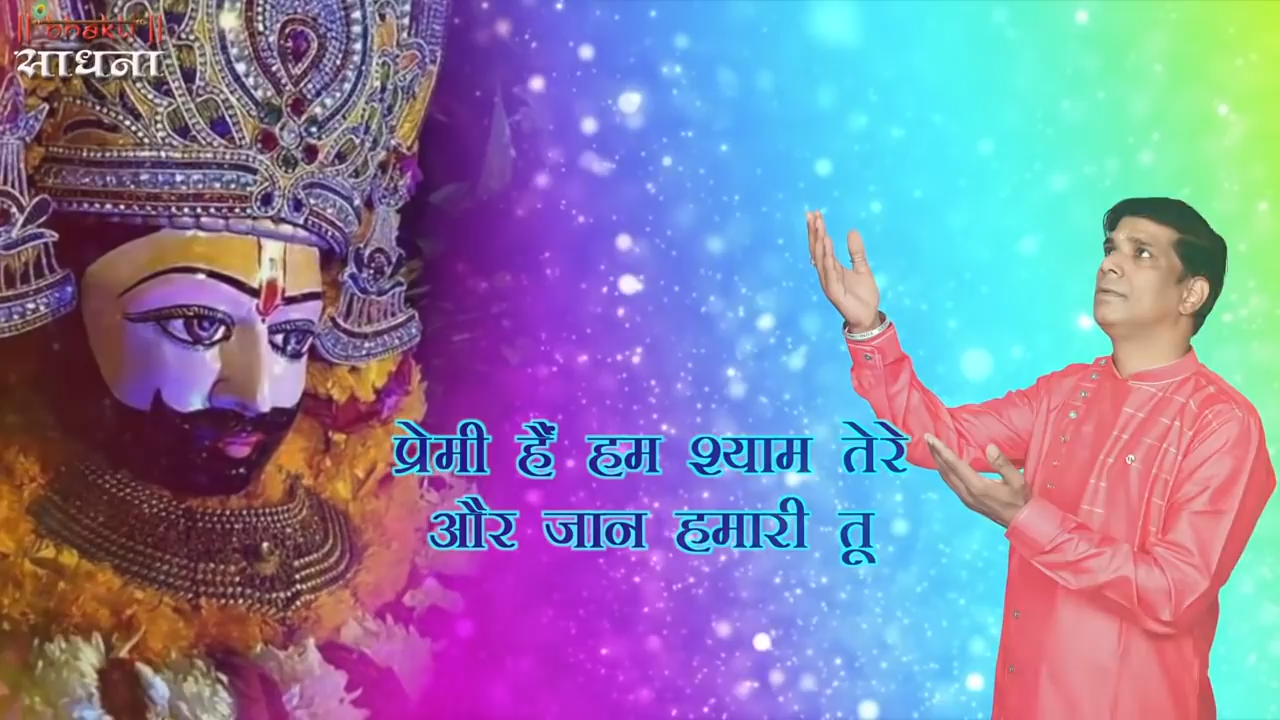 साधना
प्रेमी हैं हम श्याम तेरे
और जान हमारी तू